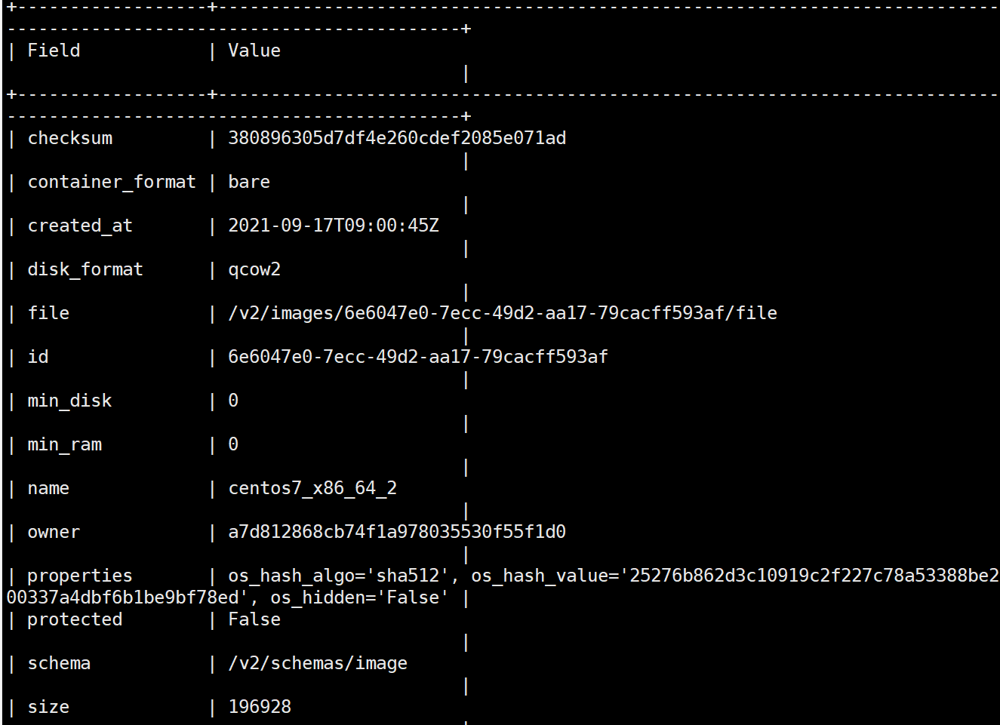 +------------------+--------------------------------------------------------------------------
-------------------------------------------+
| Field            | Value
                                           |
+------------------+--------------------------------------------------------------------------
-------------------------------------------+
| checksum         | 380896305d7df4e260cdef2085e071ad
                                           |
| container_format | bare
                                           |
| created_at       | 2021-09-17T09:00:45Z
                                           |
| disk_format      | qcow2
                                           |
| file             | /v2/images/6e6047e0-7ecc-49d2-aa17-79cacff593af/file
                                           |
| id               | 6e6047e0-7ecc-49d2-aa17-79cacff593af
                                           |
| min_disk         | 0
                                           |
| min_ram          | 0
                                           |
| name             | centos7_x86_64_2
                                           |
| owner            | a7d812868cb74f1a978035530f55f1d0
                                           |
| properties       | os_hash_algo='sha512', os_hash_value='25276b862d3c10919c2f227c78a53388be2
00337a4dbf6b1be9bf78ed', os_hidden='False' |
| protected        | False
                                           |
| schema           | /v2/schemas/image
                                           |
| size             | 196928